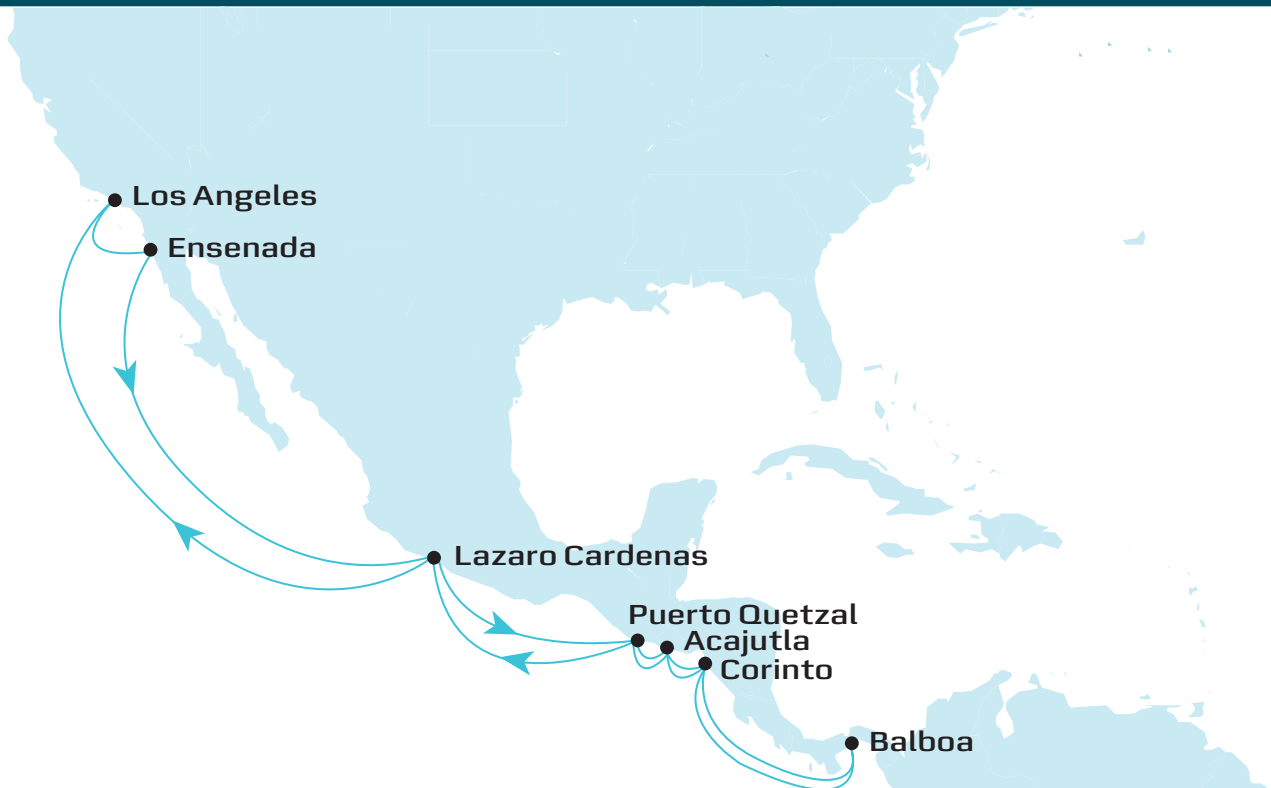 Los Angeles
Ensenada
Lazaro Cardenas
Puerto Quetzal
Acajutla
Corinto
Balboa